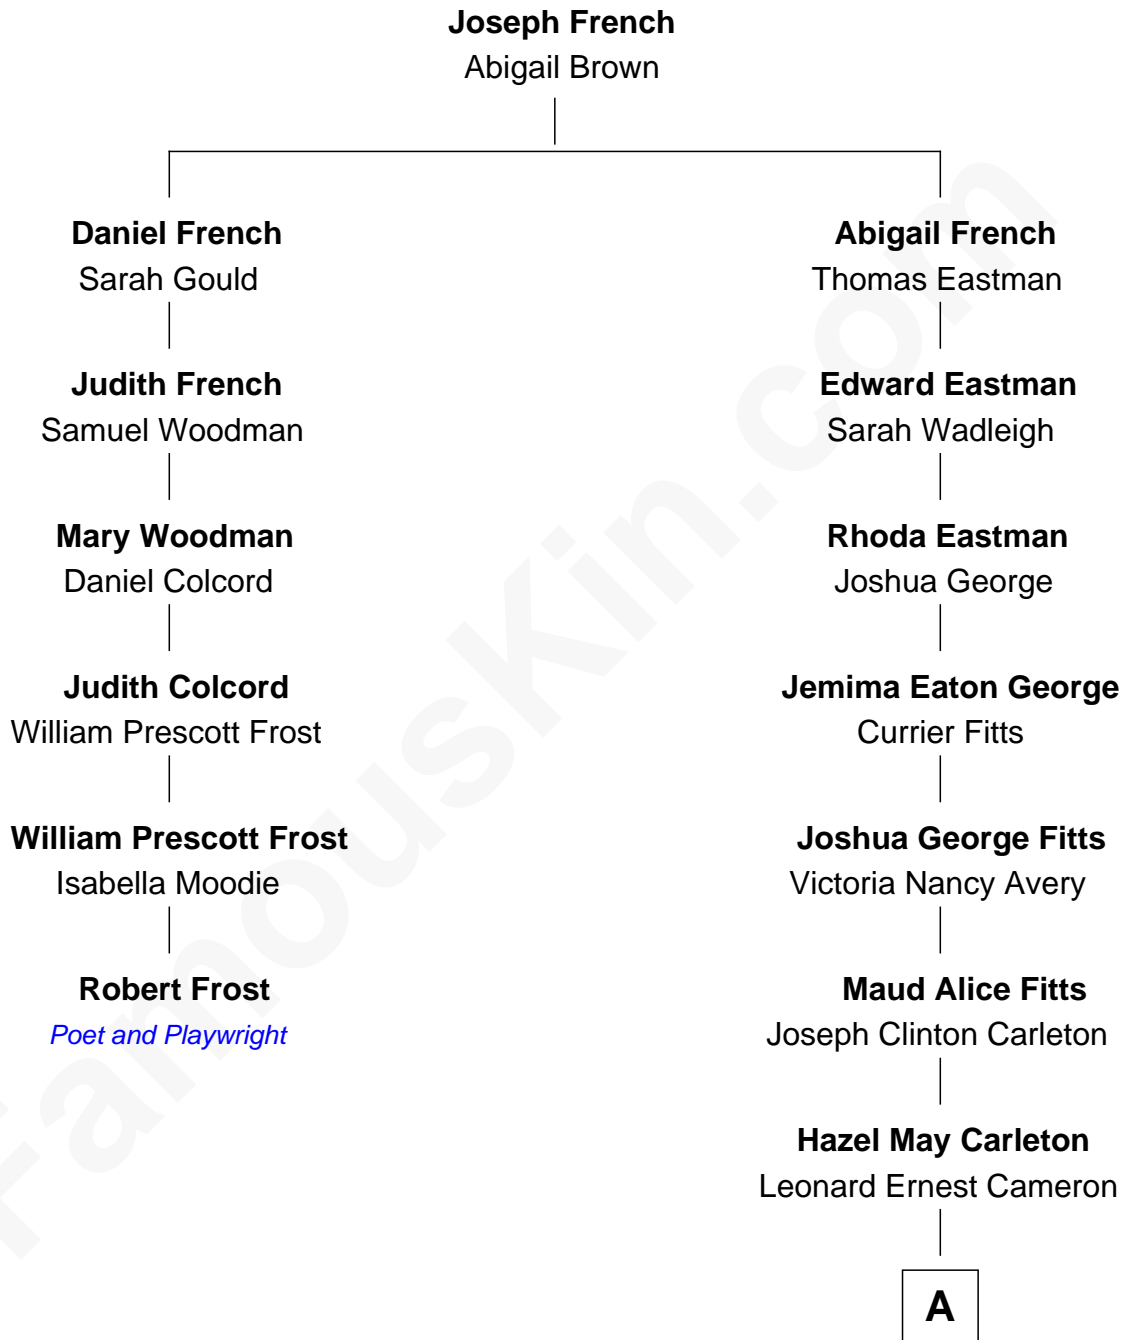 Joseph French
Abigail Brown
Daniel French
Sarah Gould
Judith French
Samuel Woodman
Mary Woodman
Daniel Colcord
Judith Colcord
William Prescott Frost
William Prescott Frost
Isabella Moodie
Robert Frost
Poet and Playwright
Abigail French
Thomas Eastman
Edward Eastman
Sarah Wadleigh
Rhoda Eastman
Joshua George
Jemima Eaton George
Currier Fitts
Joshua George Fitts
Victoria Nancy Avery
Maud Alice Fitts
Joseph Clinton Carleton
Hazel May Carleton
Leonard Ernest Cameron
A
FamousKin.com